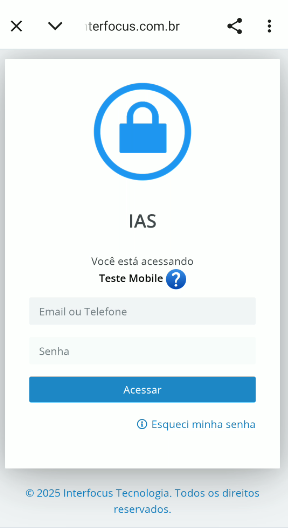 interfocus.com.br
IAS
Você está acessando
Teste Mobile ?
Email ou Telefone
Senha
Acessar
Esqueci minha senha
© 2025 Interfocus Tecnologia. Todos os direitos
reservados.